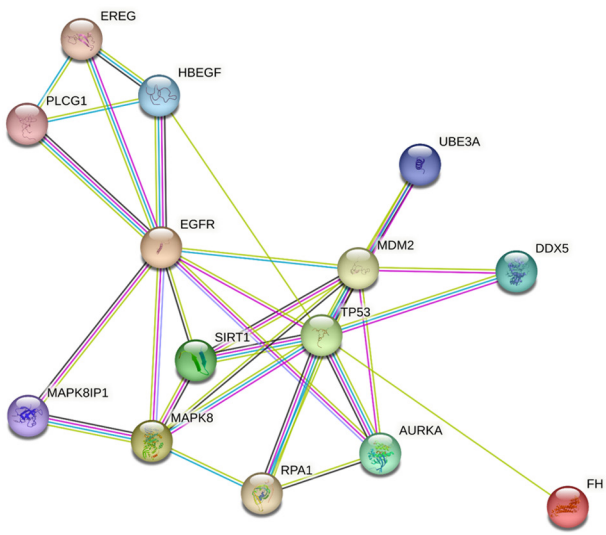 EREG
HBEGF
PLCG1
UBE3A
EGFR
MDM2
DDX5
TP53
SIRT1
MAPK8IP1
MAPK8
AURKA
RPA1
FH